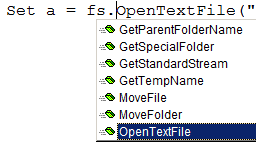 Set a = fs.OpenTextFile("
GetParentFolderName
GetSpecialFolder
GetStandardStream
GetTempName
MoveFile
MoveFolder
OpenTextFile